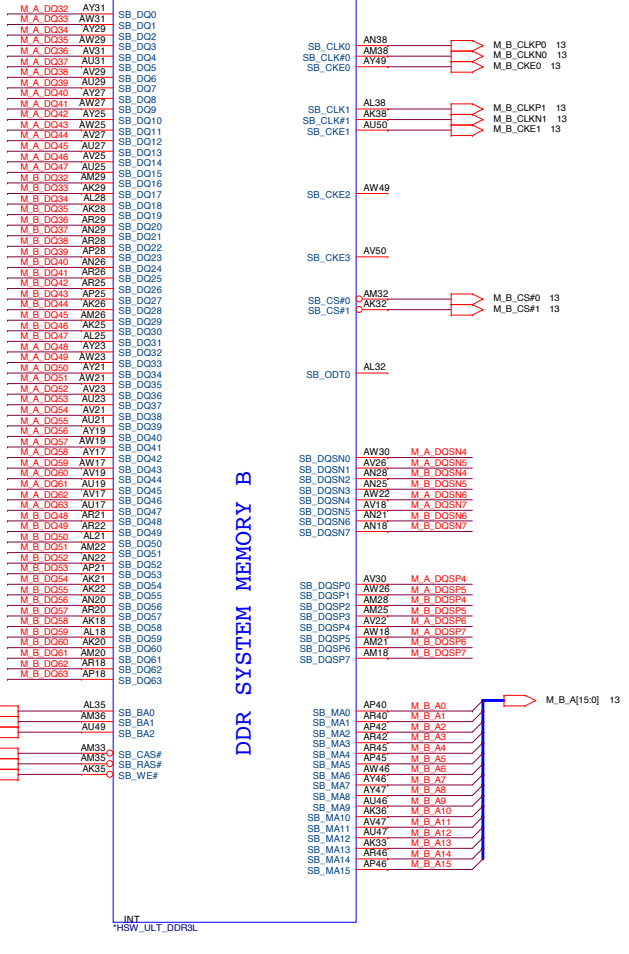 M_A_DQ32 AY31 SB_DQ0
M_A_DQ33 AW31 SB_DQ1
M_A_DQ34 AY29 SB_DQ2
M_A_DQ35 AW29 SB_DQ3
M_A_DQ36 AV31 SB_DQ4
M_A_DQ37 AU31 SB_DQ5
M_A_DQ38 AV29 SB_DQ6
M_A_DQ39 AU29 SB_DQ7
M_A_DQ40 AY27 SB_DQ8
M_A_DQ41 AW27 SB_DQ9
M_A_DQ42 AY25 SB_DQ10
M_A_DQ43 AW25 SB_DQ11
M_A_DQ44 AV27 SB_DQ12
M_A_DQ45 AU27 SB_DQ13
M_A_DQ46 AV25 SB_DQ14
M_A_DQ47 AU25 SB_DQ15
M_B_DQ32 AM29 SB_DQ16
M_B_DQ33 AK29 SB_DQ17
M_B_DQ34 AL28 SB_DQ18
M_B_DQ35 AK28 SB_DQ19
M_B_DQ36 AR29 SB_DQ20
M_B_DQ37 AN29 SB_DQ21
M_B_DQ38 AR28 SB_DQ22
M_B_DQ39 AP28 SB_DQ23
M_B_DQ40 AN26 SB_DQ24
M_B_DQ41 AR26 SB_DQ25
M_B_DQ42 AR25 SB_DQ26
M_B_DQ43 AP25 SB_DQ27
M_B_DQ44 AK26 SB_DQ28
M_B_DQ45 AM26 SB_DQ29
M_B_DQ46 AK25 SB_DQ30
M_B_DQ47 AL25 SB_DQ31
M_A_DQ48 AY23 SB_DQ32
M_A_DQ49 AW23 SB_DQ33
M_A_DQ50 AY21 SB_DQ34
M_A_DQ51 AW21 SB_DQ35
M_A_DQ52 AV23 SB_DQ36
M_A_DQ53 AU23 SB_DQ37
M_A_DQ54 AV21 SB_DQ38
M_A_DQ55 AU21 SB_DQ39
M_A_DQ56 AY19 SB_DQ40
M_A_DQ57 AW19 SB_DQ41
M_A_DQ58 AY17 SB_DQ42
M_A_DQ59 AW17 SB_DQ43
M_A_DQ60 AV19 SB_DQ44
M_A_DQ61 AU19 SB_DQ45
M_A_DQ62 AV17 SB_DQ46
M_A_DQ63 AU17 SB_DQ47
M_B_DQ48 AR21 SB_DQ48
M_B_DQ49 AR22 SB_DQ49
M_B_DQ50 AL21 SB_DQ50
M_B_DQ51 AM22 SB_DQ51
M_B_DQ52 AN22 SB_DQ52
M_B_DQ53 AP21 SB_DQ53
M_B_DQ54 AK21 SB_DQ54
M_B_DQ55 AK22 SB_DQ55
M_B_DQ56 AN20 SB_DQ56
M_B_DQ57 AR20 SB_DQ57
M_B_DQ58 AK18 SB_DQ58
M_B_DQ59 AL18 SB_DQ59
M_B_DQ60 AK20 SB_DQ60
M_B_DQ61 AM20 SB_DQ61
M_B_DQ62 AR18 SB_DQ62
M_B_DQ63 AP18 SB_DQ63
AL35 SB_BA0
AM36 SB_BA1
AU49 SB_BA2
AM33 SB_CAS#
AM35 SB_RAS#
AK35 SB_WE#
DDR SYSTEM MEMORY B
SB_CLK0 AN38 M_B_CLKP0 13
SB_CLK#0 AM38 M_B_CLKN0 13
SB_CKE0 AY49 M_B_CKE0 13
SB_CLK1 AL38 M_B_CLKP1 13
SB_CLK#1 AK38 M_B_CLKN1 13
SB_CKE1 AU50 M_B_CKE1 13
SB_CKE2 AW49
SB_CKE3 AV50
SB_CS#0 AM32 M_B_CS#0 13
SB_CS#1 AK32 M_B_CS#1 13
SB_ODT0 AL32
SB_DQSN0 AW30 M_A_DQSN4
SB_DQSN1 AV26 M_A_DQSN5
SB_DQSN2 AN28 M_B_DQSN4
SB_DQSN3 AN25 M_B_DQSN5
SB_DQSN4 AW22 M_A_DQSN6
SB_DQSN5 AV18 M_A_DQSN7
SB_DQSN6 AN21 M_B_DQSN6
SB_DQSN7 AN18 M_B_DQSN7
SB_DQSP0 AV30 M_A_DQSP4
SB_DQSP1 AW26 M_A_DQSP5
SB_DQSP2 AM28 M_B_DQSP4
SB_DQSP3 AM25 M_B_DQSP5
SB_DQSP4 AV22 M_A_DQSP6
SB_DQSP5 AW18 M_A_DQSP7
SB_DQSP6 AM21 M_B_DQSP6
SB_DQSP7 AM18 M_B_DQSP7
SB_MA0 AP40 M_B_A0
SB_MA1 AR40 M_B_A1
SB_MA2 AP42 M_B_A2
SB_MA3 AR42 M_B_A3
SB_MA4 AR45 M_B_A4
SB_MA5 AP45 M_B_A5
SB_MA6 AW46 M_B_A6
SB_MA7 AY46 M_B_A7
SB_MA8 AY47 M_B_A8
SB_MA9 AU46 M_B_A9
SB_MA10 AK36 M_B_A10
SB_MA11 AV47 M_B_A11
SB_MA12 AU47 M_B_A12
SB_MA13 AK33 M_B_A13
SB_MA14 AR46 M_B_A14
SB_MA15 AP46 M_B_A15
M_B_A[15:0] 13
INT
*HSW_ULT_DDR3L